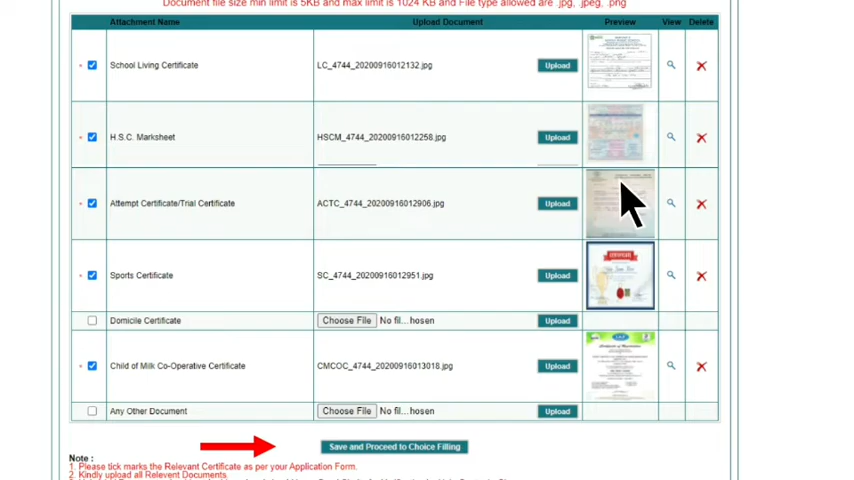 Document file size min limit is 5KB and max limit is 1024 KB and File type allowed are .jpg, .jpeg, .png
Attachment Name Upload Document Preview View Delete
School Living Certificate LC_4744_20200916012132.jpg Upload
H.S.C. Marksheet HSCM_4744_20200916012258.jpg Upload
Attempt Certificate/Trial Certificate ACTC_4744_20200916012906.jpg Upload
Sports Certificate SC_4744_20200916012951.jpg Upload
CERTIFICATE
Domicile Certificate Choose File No fil...hosen Upload
Child of Milk Co-Operative Certificate CMCOC_4744_20200916013018.jpg Upload
Any Other Document Choose File No fil...hosen Upload
Save and Proceed to Choice Filling
Note :
1. Please tick marks the Relevant Certificate as per your Application Form.
2. Kindly upload all Relevent Documents